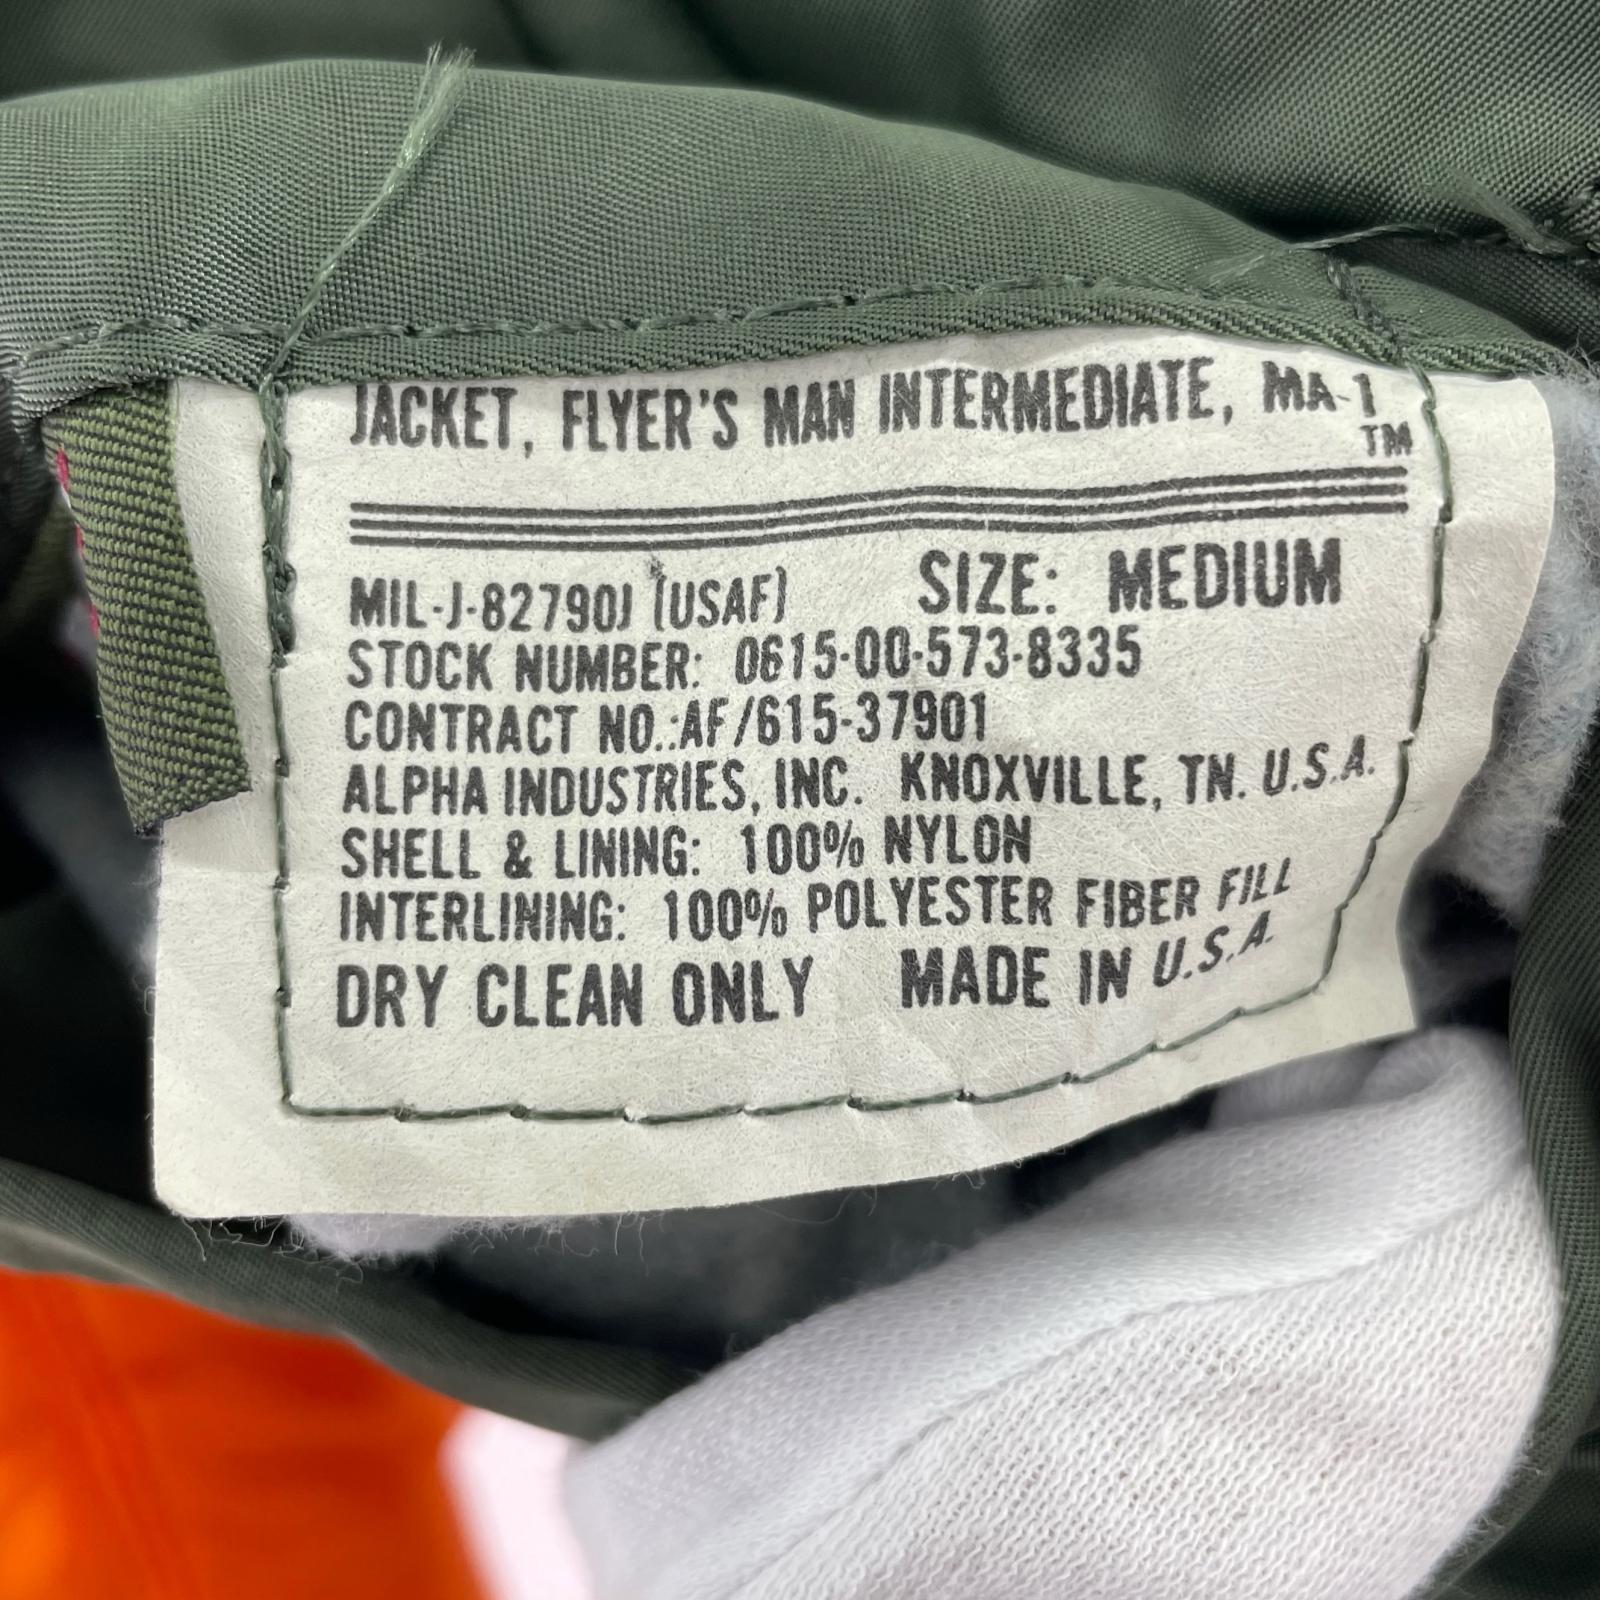 JACKET, FLYER'S MAN INTERMEDIATE, MA-1
TM
MIL-J-82790J (USAF) SIZE: MEDIUM
STOCK NUMBER: 0615-00-573-8335
CONTRACT NO.:AF/615-37901
ALPHA INDUSTRIES, INC. KNOXVILLE, TN. U.S.A.
SHELL & LINING: 100% NYLON
INTERLINING: 100% POLYESTER FIBER FILL
DRY CLEAN ONLY MADE IN U.S.A.